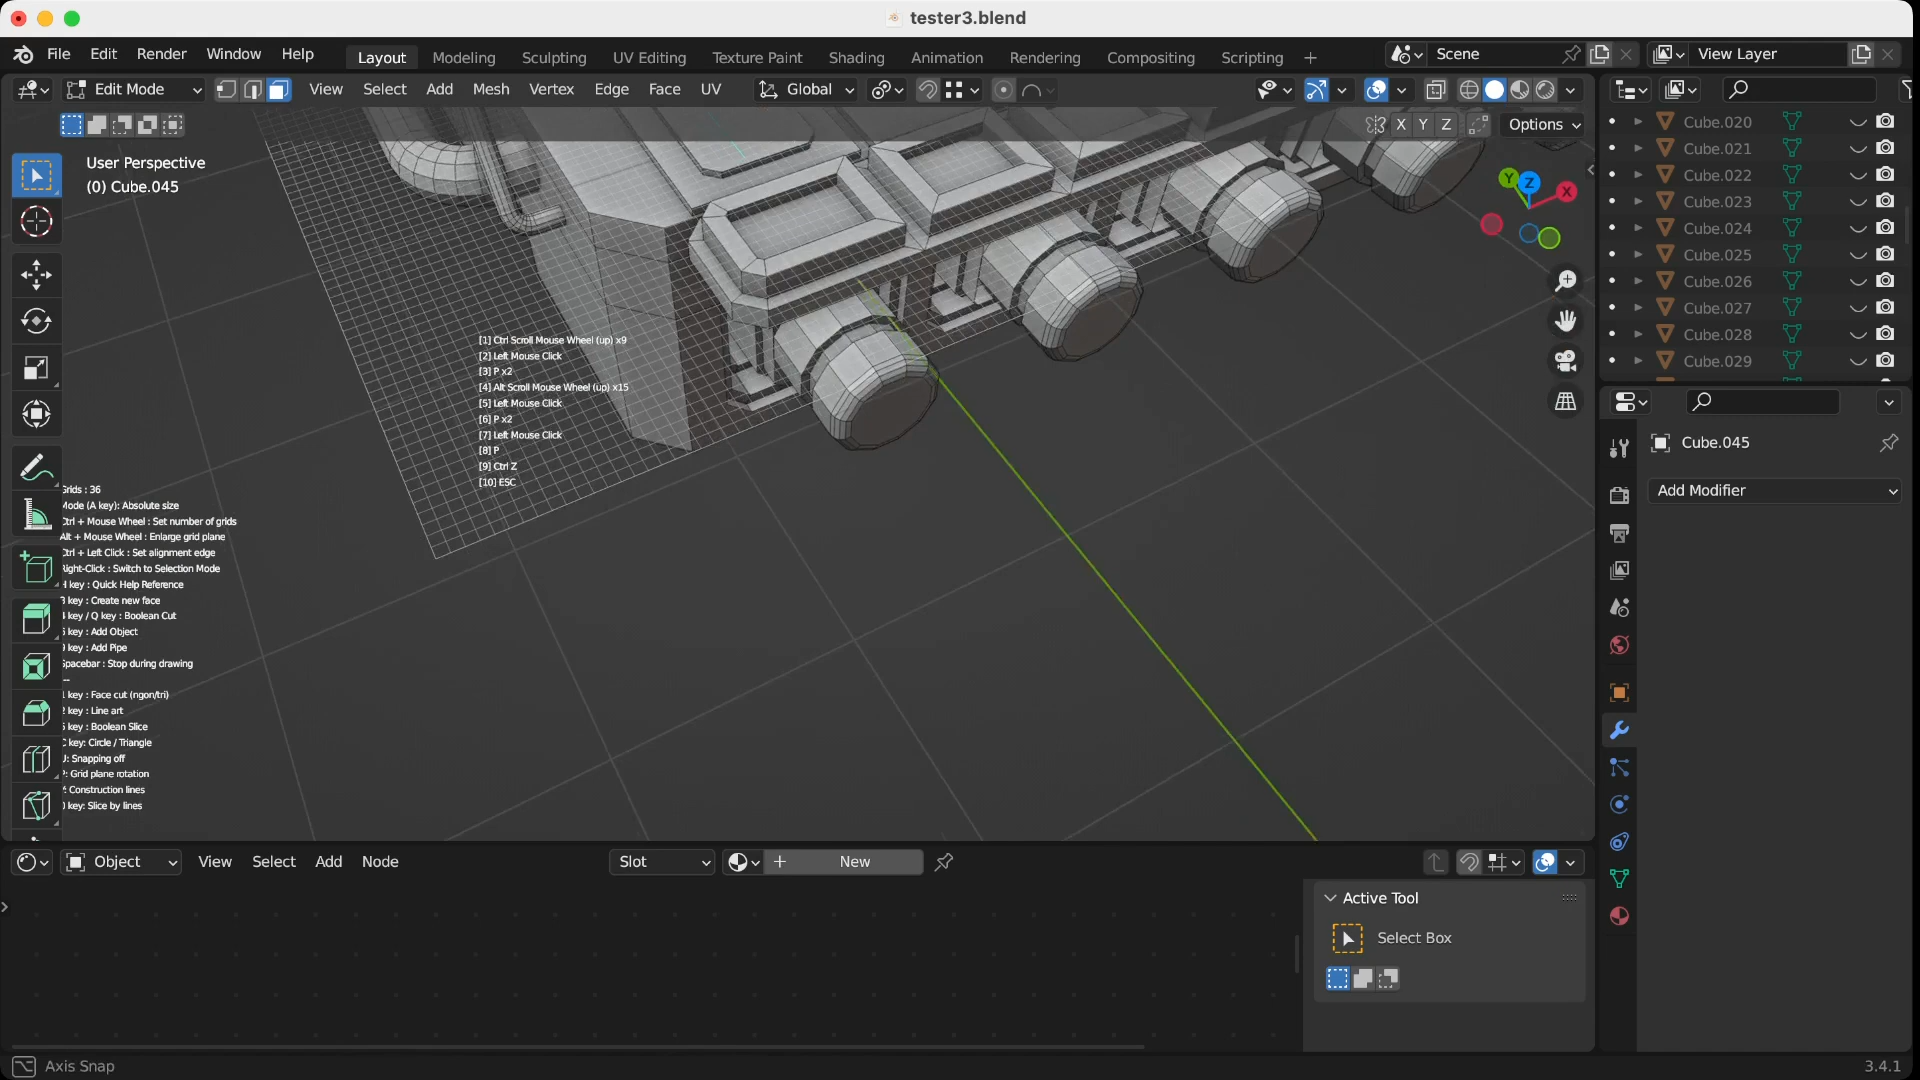 tester3.blend
File Edit Render Window Help Layout Modeling Sculpting UV Editing Texture Paint Shading Animation Rendering Compositing Scripting + Scene View Layer
Edit Mode View Select Add Mesh Vertex Edge Face UV Global
X Y Z Options
User Perspective
(0) Cube.045
Y Z X
[1] Ctrl Scroll Mouse Wheel (up) x9
[2] Left Mouse Click
[3] P x2
[4] Alt Scroll Mouse Wheel (up) x15
[5] Left Mouse Click
[6] P x2
[7] Left Mouse Click
[8] P
[9] Ctrl Z
[10] ESC
Grids : 36
Mode (A key): Absolute size
Ctrl + Mouse Wheel : Set number of grids
Alt + Mouse Wheel : Enlarge grid plane
Ctrl + Left Click : Set alignment edge
Right-Click : Switch to Selection Mode
H key : Quick Help Reference
key : Create new face
key / Q key : Boolean Cut
key : Add Object
key : Add Pipe
Spacebar : Stop during drawing
--
key : Face cut (ngon/tri)
key : Line art
key : Boolean Slice
C key: Circle / Triangle
U: Snapping off
P: Grid plane rotation
: Construction lines
key: Slice by lines
Cube.020
Cube.021
Cube.022
Cube.023
Cube.024
Cube.025
Cube.026
Cube.027
Cube.028
Cube.029
Cube.045
Add Modifier
Object View Select Add Node Slot + New
Active Tool
Select Box
Axis Snap
3.4.1